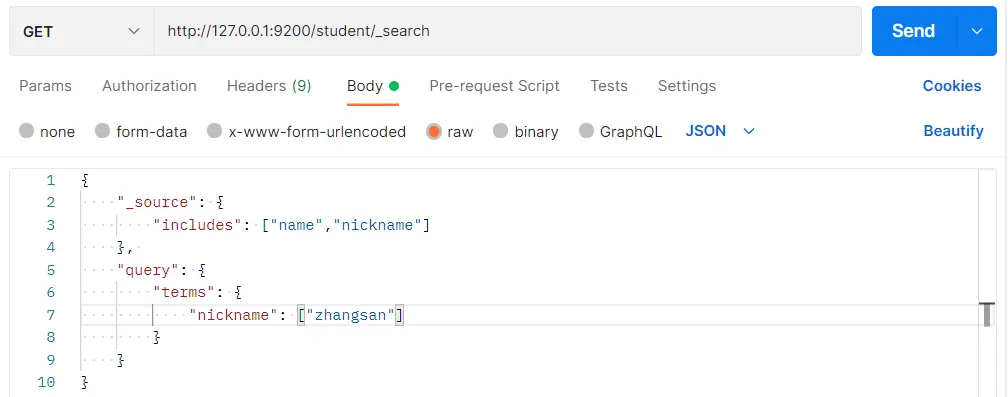 GET http://127.0.0.1:9200/student/_search Send
Params Authorization Headers (9) Body Pre-request Script Tests Settings Cookies
none form-data x-www-form-urlencoded raw binary GraphQL JSON Beautify
1 {
2 "_source": {
3 "includes": ["name","nickname"]
4 },
5 "query": {
6 "terms": {
7 "nickname": ["zhangsan"]
8 }
9 }
10 }